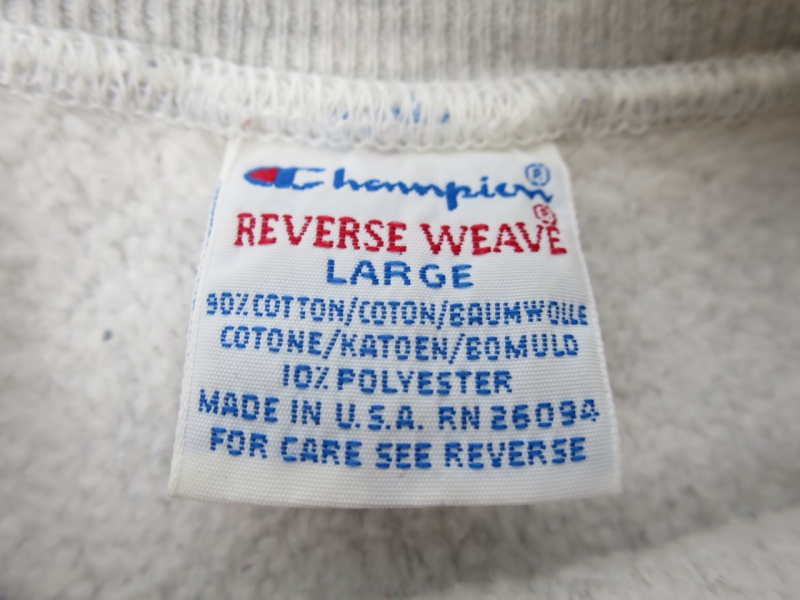 Champion®
REVERSE WEAVE®
LARGE
90% COTTON/COTON/BAUMWOLLE
COTONE/KATOEN/BOMULD
10% POLYESTER
MADE IN U.S.A. RN 26094
FOR CARE SEE REVERSE